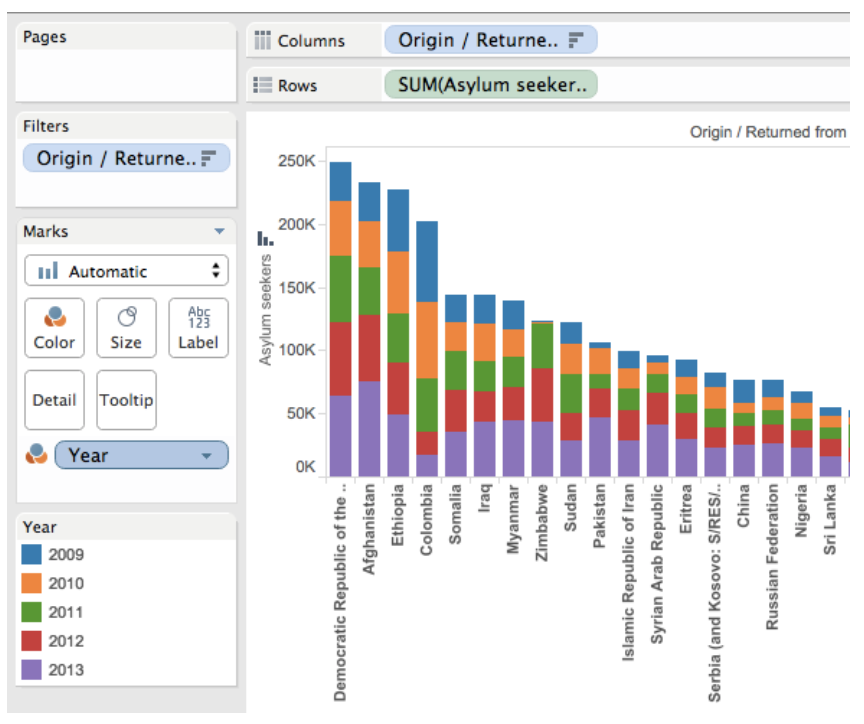 Pages
Columns
Origin / Returne..
Rows
SUM(Asylum seeker..
Filters
Origin / Returne..
Marks
Automatic
Color
Size
Abc
123
Label
Detail
Tooltip
Year
Year
2009
2010
2011
2012
2013
Origin / Returned from
Asylum seekers
250K
200K
150K
100K
50K
0K
Democratic Republic of the ..
Afghanistan
Ethiopia
Colombia
Somalia
Iraq
Myanmar
Zimbabwe
Sudan
Pakistan
Islamic Republic of Iran
Syrian Arab Republic
Eritrea
Serbia (and Kosovo: S/RES/..
China
Russian Federation
Nigeria
Sri Lanka